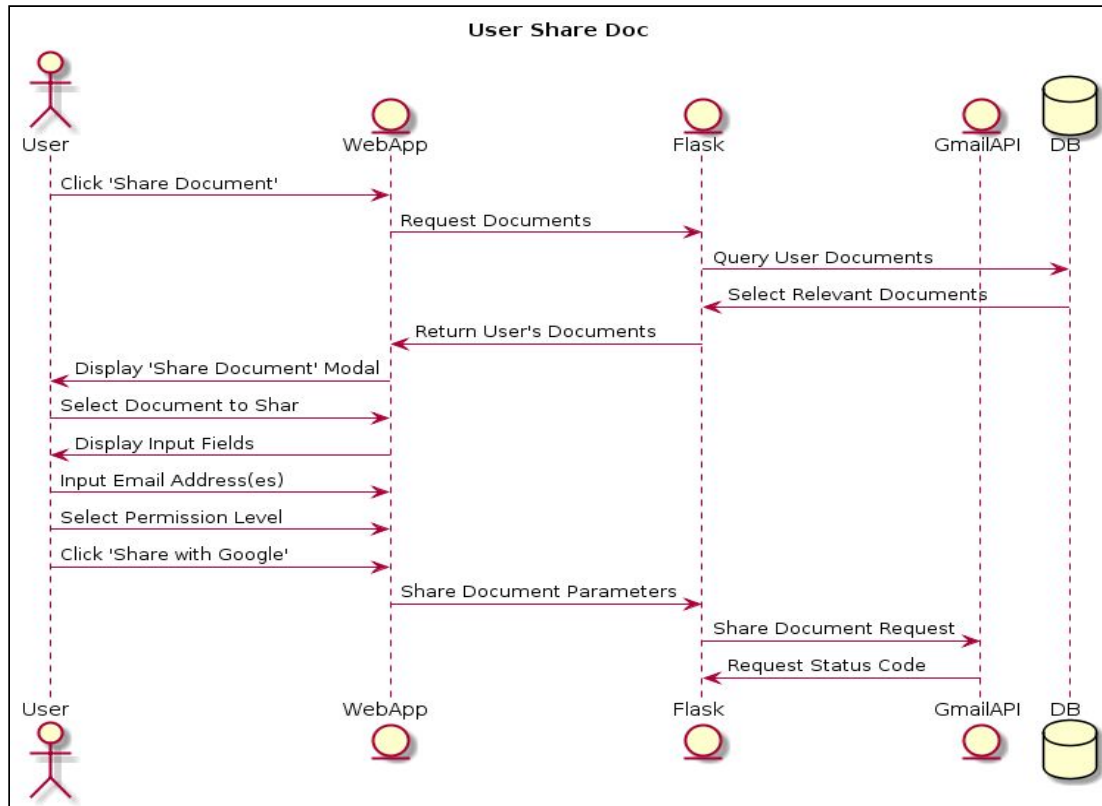 User Share Doc
User WebApp Flask GmailAPI DB
Click 'Share Document'
Request Documents
Query User Documents
Select Relevant Documents
Return User's Documents
Display 'Share Document' Modal
Select Document to Shar
Display Input Fields
Input Email Address(es)
Select Permission Level
Click 'Share with Google'
Share Document Parameters
Share Document Request
Request Status Code
User WebApp Flask GmailAPI DB